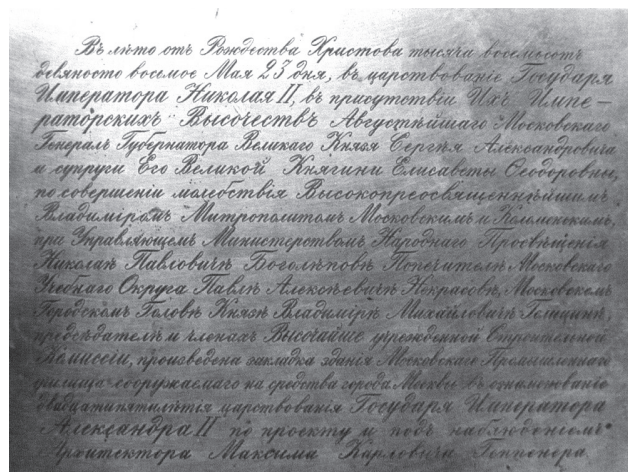 Въ лѣто отъ Рождества Христова тысяча восемьсотъ
девяносто восьмое Мая 23 дня, въ царствованіе Государя
Императора Николая II, въ присутствіи Ихъ Импе—
раторскихъ Высочествъ Августѣйшаго Московскаго
Генералъ Губернатора Великаго Князя Сергѣя Александровича
и супруги Его Великой Княгини Елисаветы Ѳеодоровны,
по совершеніи молебствія Высокопреосвященнѣйшимъ
Владиміромъ Митрополитомъ Московскимъ и Коломенскимъ,
при Управляющемъ Министерствомъ Народнаго Просвѣщенія
Николаѣ Павловичѣ Боголѣповѣ Попечителѣ Московскаго
Учебнаго Округа Павлѣ Алексѣевичѣ Некрасовѣ, Московскомъ
Городскомъ Головѣ Князѣ Владимірѣ Михайловичѣ Голицынѣ,
предсѣдателѣ и членахъ Высочайше учрежденной Строительной
Комиссіи, произведена закладка зданія Московскаго Промышленнаго
училища сооружаемаго на средства города Москвы въ ознаменованіе
двадцатипятилѣтія царствованія Государя Императора
Александра II по проекту и подъ наблюденіемъ
Архитектора Максима Карловича Геппенера